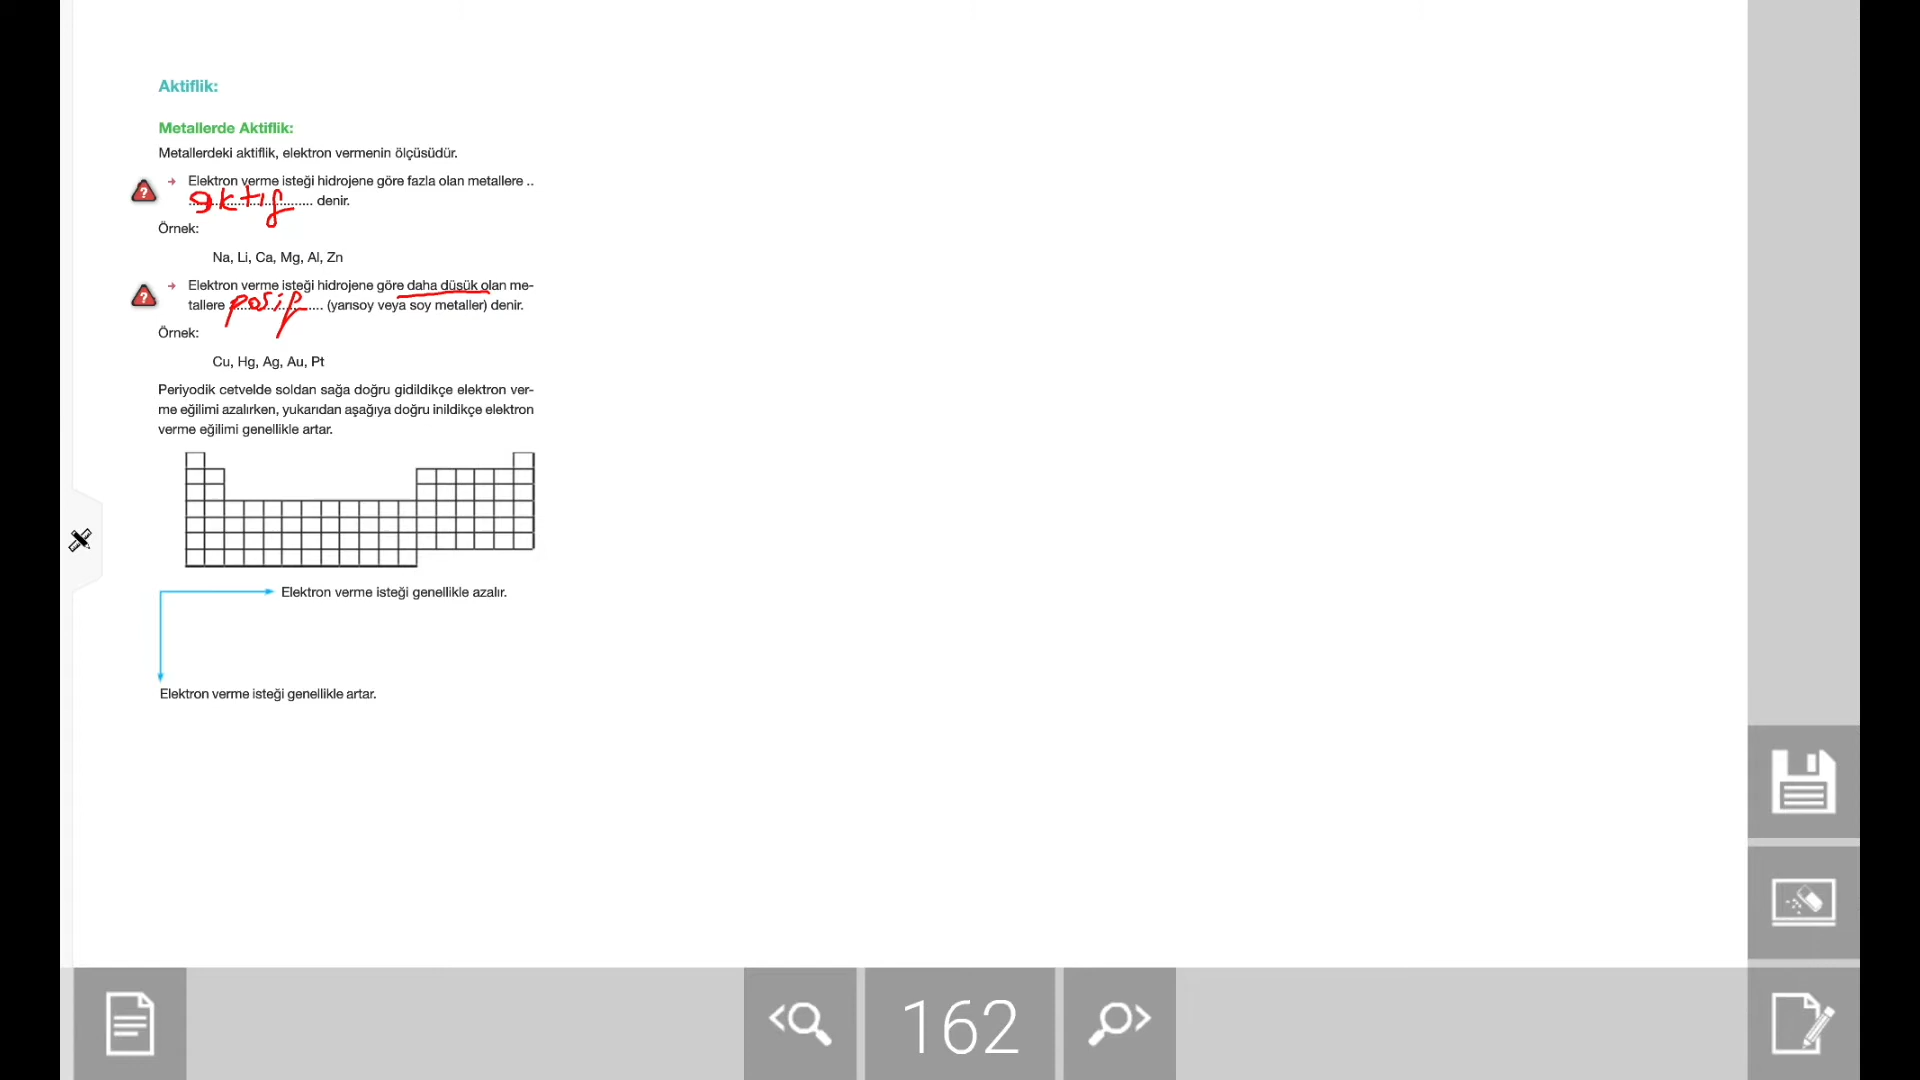 Aktiflik:
Metallerde Aktiflik:
Metallerdeki aktiflik, elektron vermenin ölçüsüdür.
→ Elektron verme isteği hidrojene göre fazla olan metallere ..
aktif denir.
Örnek:
Na, Li, Ca, Mg, Al, Zn
→ Elektron verme isteği hidrojene göre daha düşük olan me-
tallere pasif (yarısoy veya soy metaller) denir.
Örnek:
Cu, Hg, Ag, Au, Pt
Periyodik cetvelde soldan sağa doğru gidildikçe elektron ver-
me eğilimi azalırken, yukarıdan aşağıya doğru inildikçe elektron
verme eğilimi genellikle artar.
Elektron verme isteği genellikle azalır.
Elektron verme isteği genellikle artar.
162